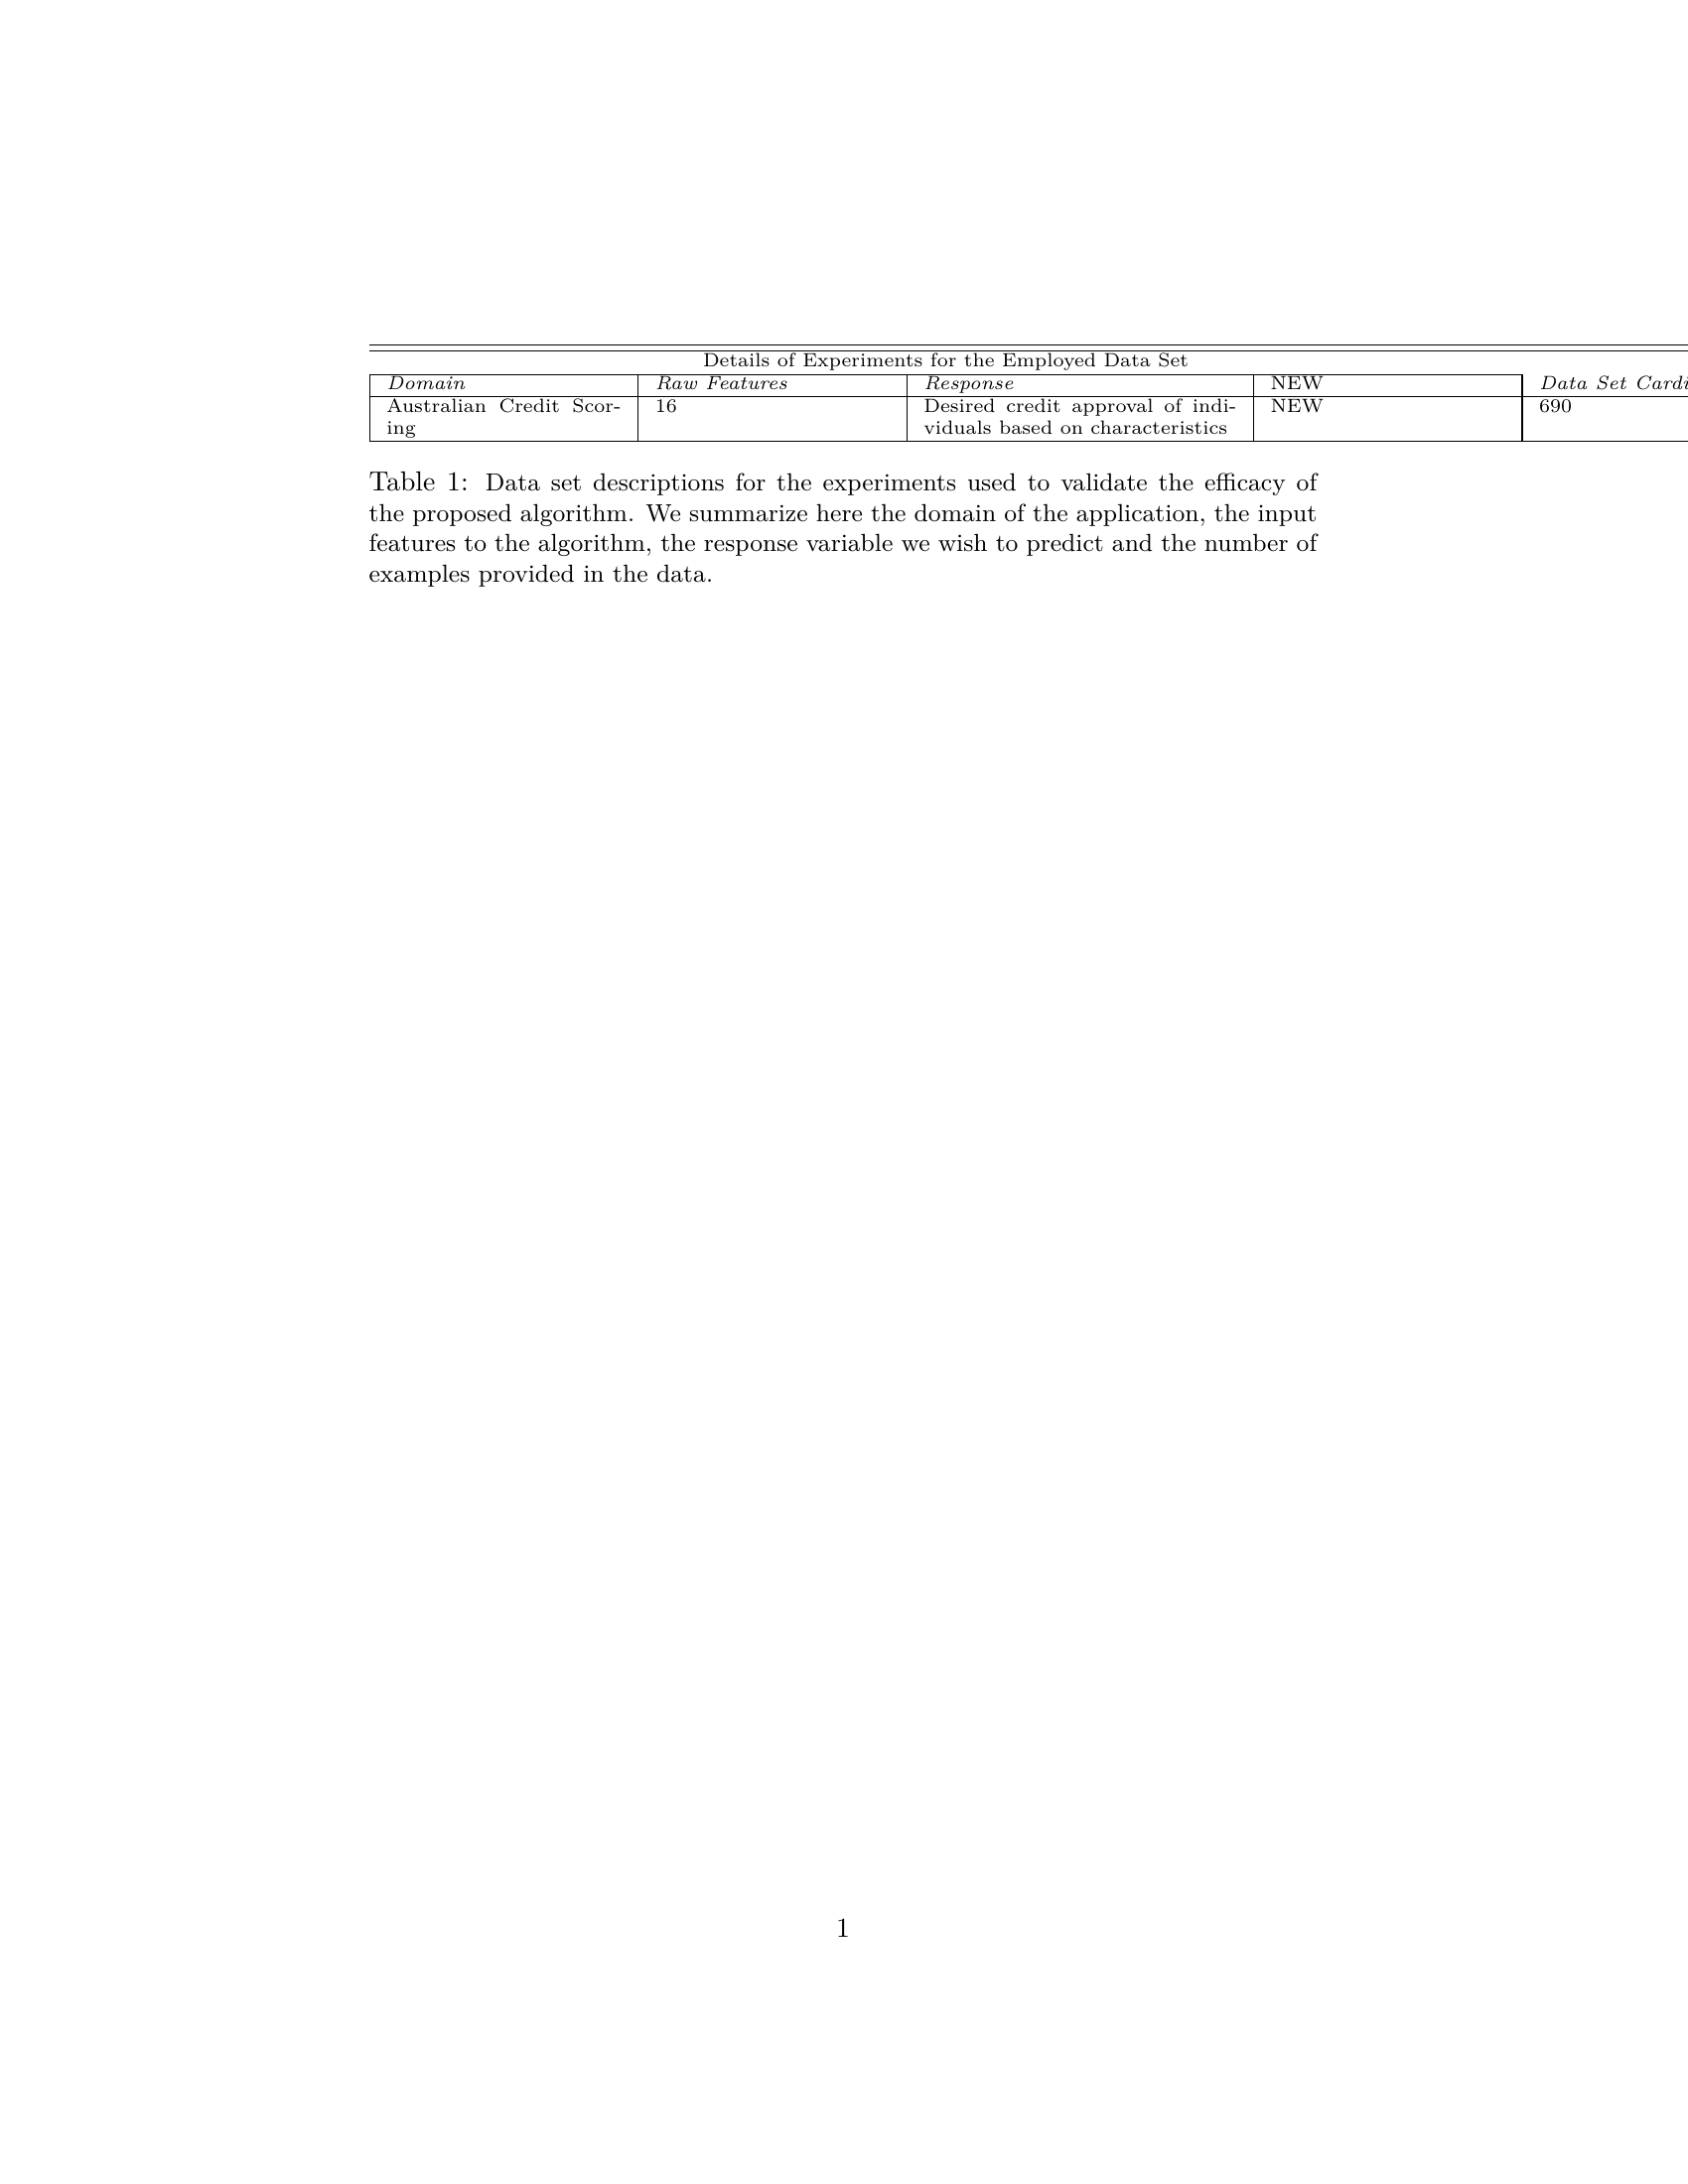 Details of Experiments for the Employed Data Set
Domain Raw Features Response NEW Data Set Cardi
Australian Credit Scor- 16 Desired credit approval of indi- NEW 690
ing viduals based on characteristics
Table 1: Data set descriptions for the experiments used to validate the efficacy of
the proposed algorithm. We summarize here the domain of the application, the input
features to the algorithm, the response variable we wish to predict and the number of
examples provided in the data.
1